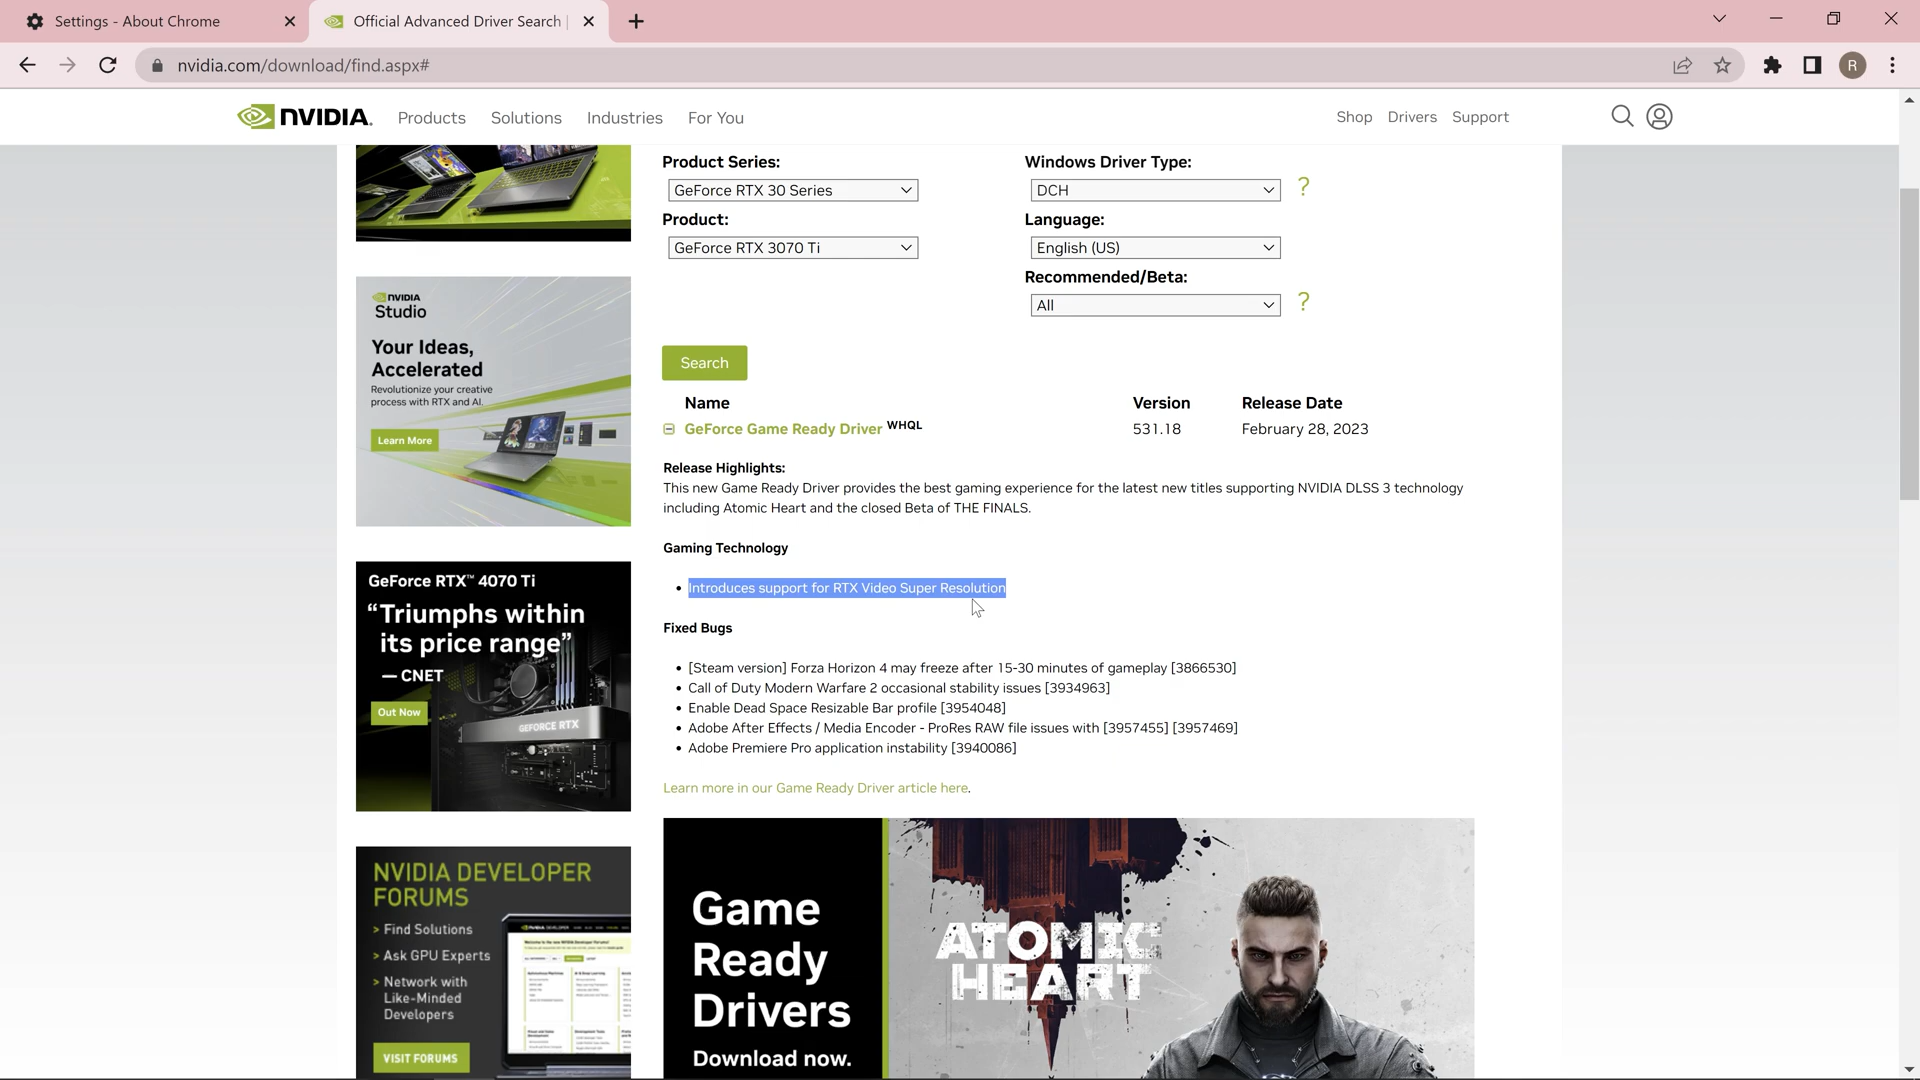 Settings - About Chrome
Official Advanced Driver Search |
nvidia.com/download/find.aspx#
R
NVIDIA.
Products
Solutions
Industries
For You
Shop
Drivers
Support
Product Series:
GeForce RTX 30 Series
Product:
GeForce RTX 3070 Ti
Windows Driver Type:
DCH
?
Language:
English (US)
Recommended/Beta:
All
?
Search
Name
Version
Release Date
GeForce Game Ready Driver WHQL
531.18
February 28, 2023
Release Highlights:
This new Game Ready Driver provides the best gaming experience for the latest new titles supporting NVIDIA DLSS 3 technology
including Atomic Heart and the closed Beta of THE FINALS.
Gaming Technology
• Introduces support for RTX Video Super Resolution
Fixed Bugs
• [Steam version] Forza Horizon 4 may freeze after 15-30 minutes of gameplay [3866530]
• Call of Duty Modern Warfare 2 occasional stability issues [3934963]
• Enable Dead Space Resizable Bar profile [3954048]
• Adobe After Effects / Media Encoder - ProRes RAW file issues with [3957455] [3957469]
• Adobe Premiere Pro application instability [3940086]
Learn more in our Game Ready Driver article here.
Game
Ready
Drivers
Download now.
ATOMIC
HEART
NVIDIA
Studio
Your Ideas,
Accelerated
Revolutionize your creative
process with RTX and AI.
Learn More
GeForce RTX™ 4070 Ti
“Triumphs within
its price range”
— CNET
Out Now
GEFORCE RTX
NVIDIA DEVELOPER
FORUMS
> Find Solutions
> Ask GPU Experts
> Network with
Like-Minded
Developers
VISIT FORUMS